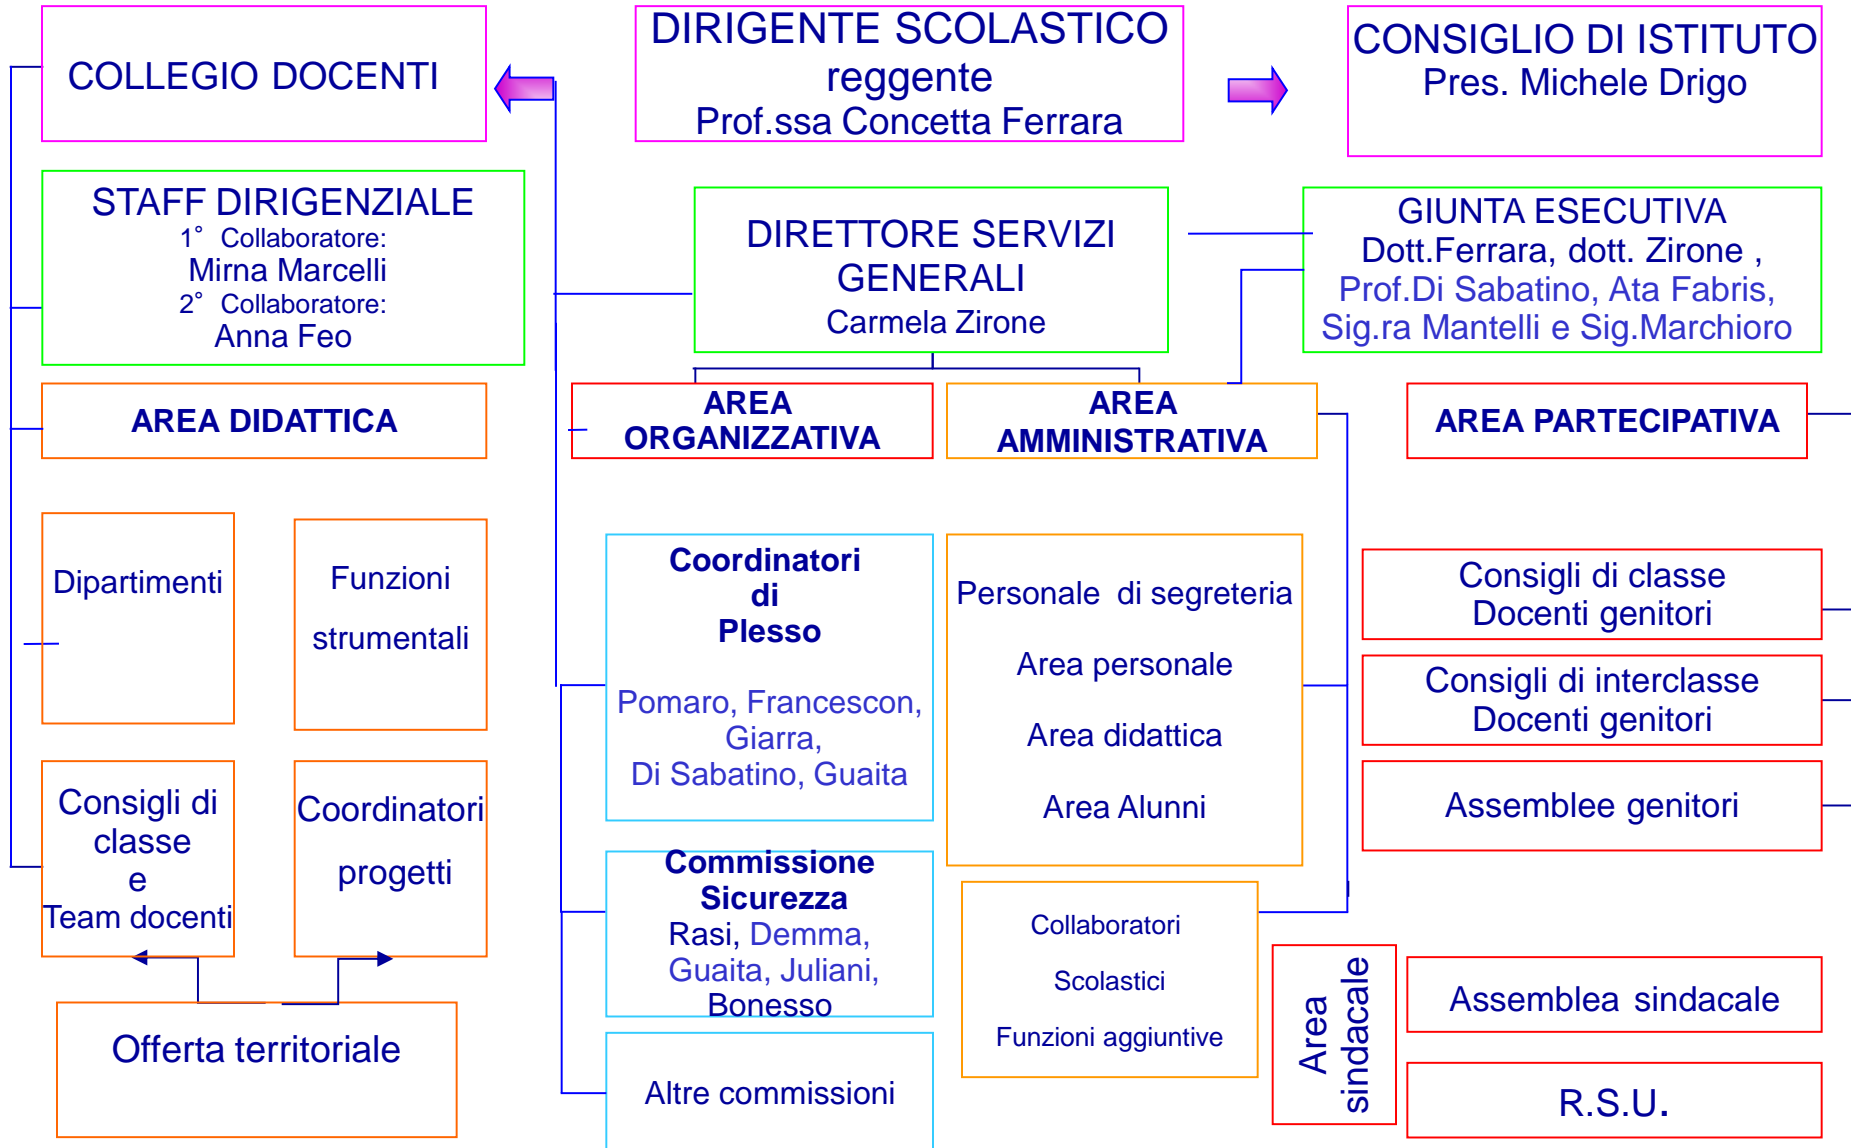 COLLEGIO DOCENTI
DIRIGENTE SCOLASTICO
reggente
Prof.ssa Concetta Ferrara
CONSIGLIO DI ISTITUTO
Pres. Michele Drigo
STAFF DIRIGENZIALE
1° Collaboratore:
Mirna Marcelli
2° Collaboratore:
Anna Feo
DIRETTORE SERVIZI
GENERALI
Carmela Zirone
GIUNTA ESECUTIVA
Dott.Ferrara, dott. Zirone ,
Prof.Di Sabatino, Ata Fabris,
Sig.ra Mantelli e Sig.Marchioro
AREA DIDATTICA
AREA
ORGANIZZATIVA
AREA
AMMINISTRATIVA
AREA PARTECIPATIVA
Dipartimenti
Funzioni
strumentali
Consigli di
classe
e
Team docenti
Coordinatori
progetti
Offerta territoriale
Coordinatori
di
Plesso
Pomaro, Francescon,
Giarra,
Di Sabatino, Guaita
Commissione
Sicurezza
Rasi, Demma,
Guaita, Juliani,
Bonesso
Altre commissioni
Personale di segreteria
Area personale
Area didattica
Area Alunni
Collaboratori
Scolastici
Funzioni aggiuntive
Consigli di classe
Docenti genitori
Consigli di interclasse
Docenti genitori
Assemblee genitori
Area
sindacale
Assemblea sindacale
R.S.U.